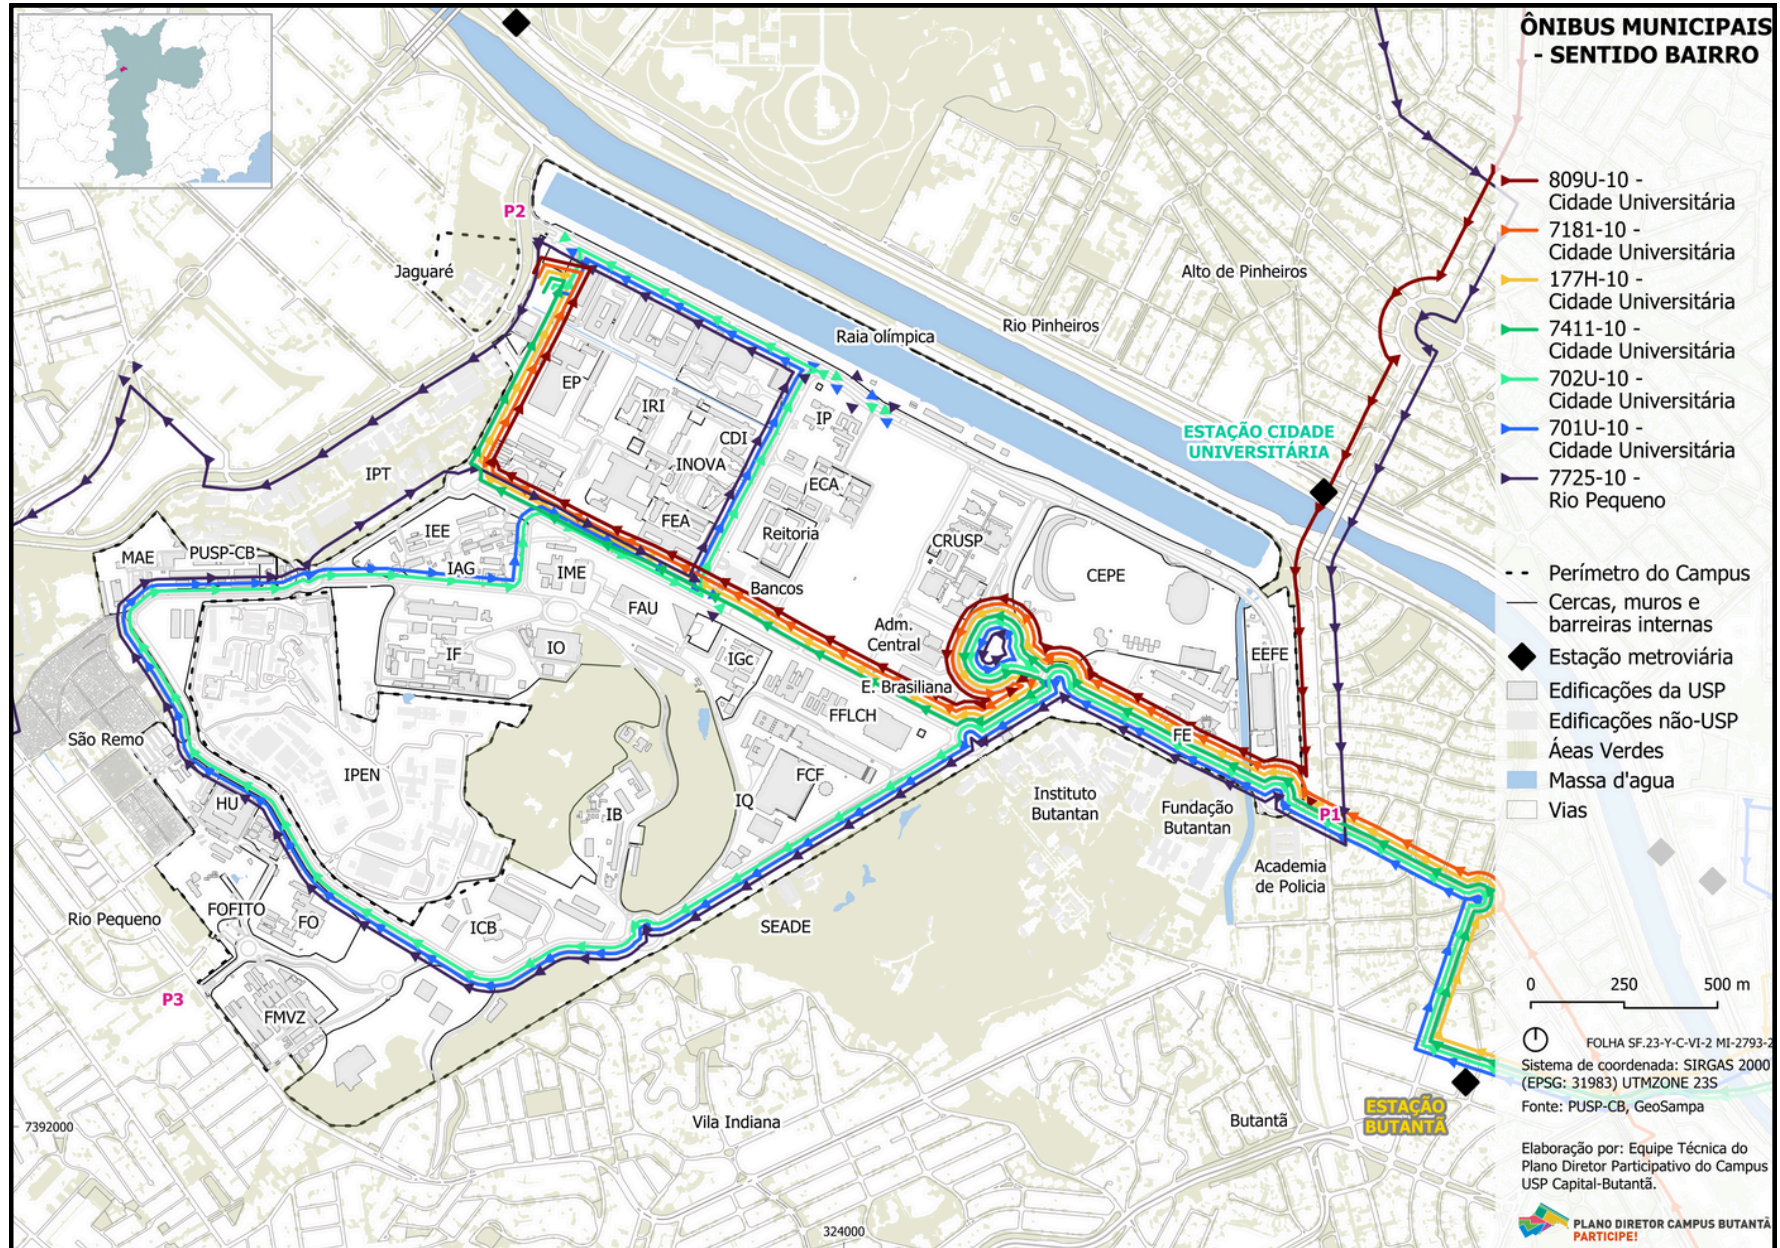 ÔNIBUS MUNICIPAIS
- SENTIDO BAIRRO
809U-10 -
Cidade Universitária
7181-10 -
Cidade Universitária
177H-10 -
Cidade Universitária
7411-10 -
Cidade Universitária
702U-10 -
Cidade Universitária
701U-10 -
Cidade Universitária
7725-10 -
Rio Pequeno
Perímetro do Campus
Cercas, muros e
barreiras internas
Estação metroviária
Edificações da USP
Edificações não-USP
Áeas Verdes
Massa d'agua
Vias
0 250 500 m
FOLHA SF.23-Y-C-VI-2 MI-2793-2
Sistema de coordenada: SIRGAS 2000
(EPSG: 31983) UTMZONE 23S
Fonte: PUSP-CB, GeoSampa
Elaboração por: Equipe Técnica do
Plano Diretor Participativo do Campus
USP Capital-Butantã.
PLANO DIRETOR CAMPUS BUTANTÃ
PARTICIPE!
P2
Jaguaré
Alto de Pinheiros
Rio Pinheiros
Raia olímpica
EP
IRI
IP
CDI
ESTAÇÃO CIDADE
UNIVERSITÁRIA
INOVA
IPT
ECA
FEA
Reitoria
IEE
CRUSP
MAE
PUSP-CB
IAG
IME
CEPE
Bancos
FAU
Adm.
Central
IF
IO
IGc
EEFE
E. Brasiliana
FFLCH
São Remo
FE
IPEN
FCF
Instituto
Butantan
HU
IQ
IB
Fundação
Butantan
P1
Academia
de Policia
Rio Pequeno
FOFITO
FO
ICB
SEADE
P3
FMVZ
Vila Indiana
Butantã
ESTAÇÃO
BUTANTÃ
7392000
324000